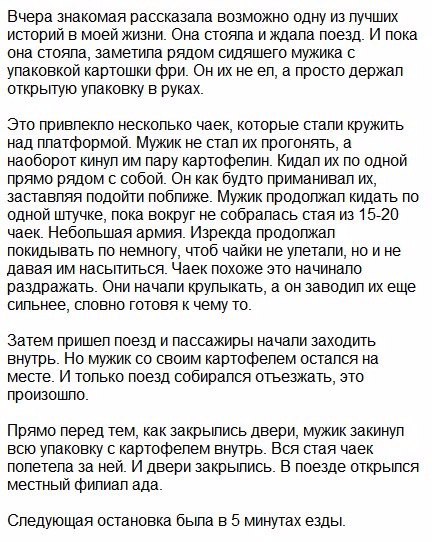 Вчера знакомая рассказала возможно одну из лучших
историй в моей жизни. Она стояла и ждала поезд. И пока
она стояла, заметила рядом сидяшего мужика с
упаковкой картошки фри. Он их не ел, а просто держал
открытую упаковку в руках.
Это привлекло несколько чаек, которые стали кружить
над платформой. Мужик не стал их прогонять, а
наоборот кинул им пару картофелин. Кидал их по одной
прямо рядом с собой. Он как будто приманивал их,
заставляя подойти поближе. Мужик продолжал кидать по
одной штучке, пока вокруг не собралась стая из 15-20
чаек. Небольшая армия. Изрекда продолжал
покидывать по немногу, чтоб чайки не улетали, но и не
давая им насытиться. Чаек похоже это начинало
раздражать. Они начали крулыкать, а он заводил их еще
сильнее, словно готовя к чему то.
Затем пришел поезд и пассажиры начали заходить
внутрь. Но мужик со своим картофелем остался на
месте. И только поезд собирался отъезжать, это
произошло.
Прямо перед тем, как закрылись двери, мужик закинул
всю упаковку с картофелем внутрь. Вся стая чаек
полетела за ней. И двери закрылись. В поезде открылся
местный филиал ада.
Следующая остановка была в 5 минутах езды.